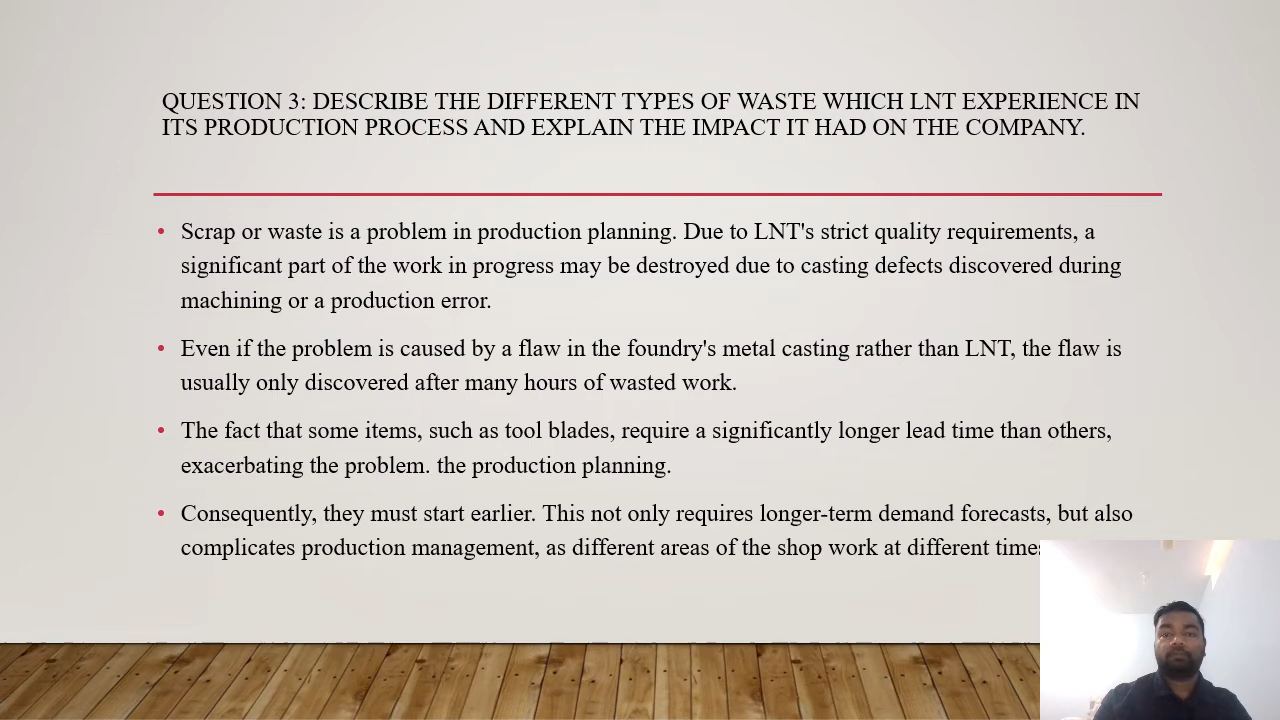 QUESTION 3: DESCRIBE THE DIFFERENT TYPES OF WASTE WHICH LNT EXPERIENCE IN
ITS PRODUCTION PROCESS AND EXPLAIN THE IMPACT IT HAD ON THE COMPANY.
• Scrap or waste is a problem in production planning. Due to LNT's strict quality requirements, a
significant part of the work in progress may be destroyed due to casting defects discovered during
machining or a production error.
• Even if the problem is caused by a flaw in the foundry's metal casting rather than LNT, the flaw is
usually only discovered after many hours of wasted work.
• The fact that some items, such as tool blades, require a significantly longer lead time than others,
exacerbating the problem. the production planning.
• Consequently, they must start earlier. This not only requires longer-term demand forecasts, but also
complicates production management, as different areas of the shop work at different times